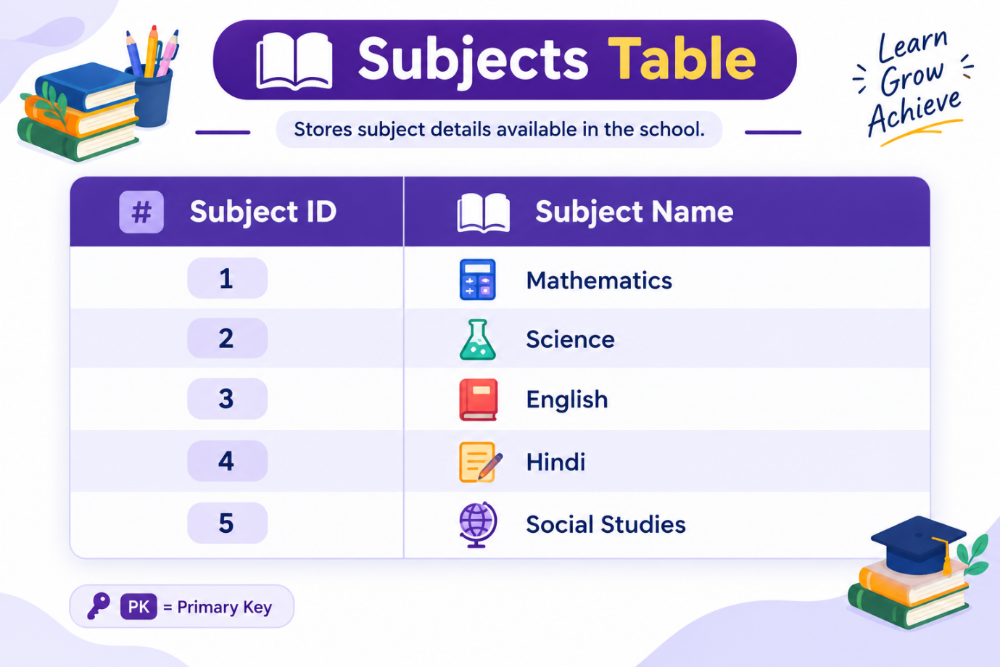 Subjects Table
Learn
Grow
Achieve
Stores subject details available in the school.
# Subject ID Subject Name
1 Mathematics
2 Science
3 English
4 Hindi
5 Social Studies
PK = Primary Key